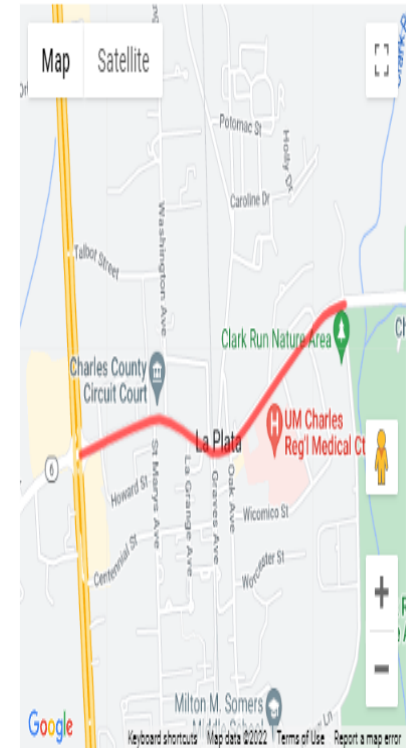 Map Satellite
Potomac St
Holly Dr
Caroline Dr
Washington Ave
Talbot Street
Clark Run Nature Area
Charles County
Circuit Court
La Plata
UM Charles
Reg'l Medical Ct
6
St Marys Ave
La Grange Ave
Graves Ave
Oak Ave
Howard St
Wicomico St
Centennial St
Worcester St
Milton M. Somers
Middle School
Google
Keyboard shortcuts Map data ©2022 Terms of Use Report a map error